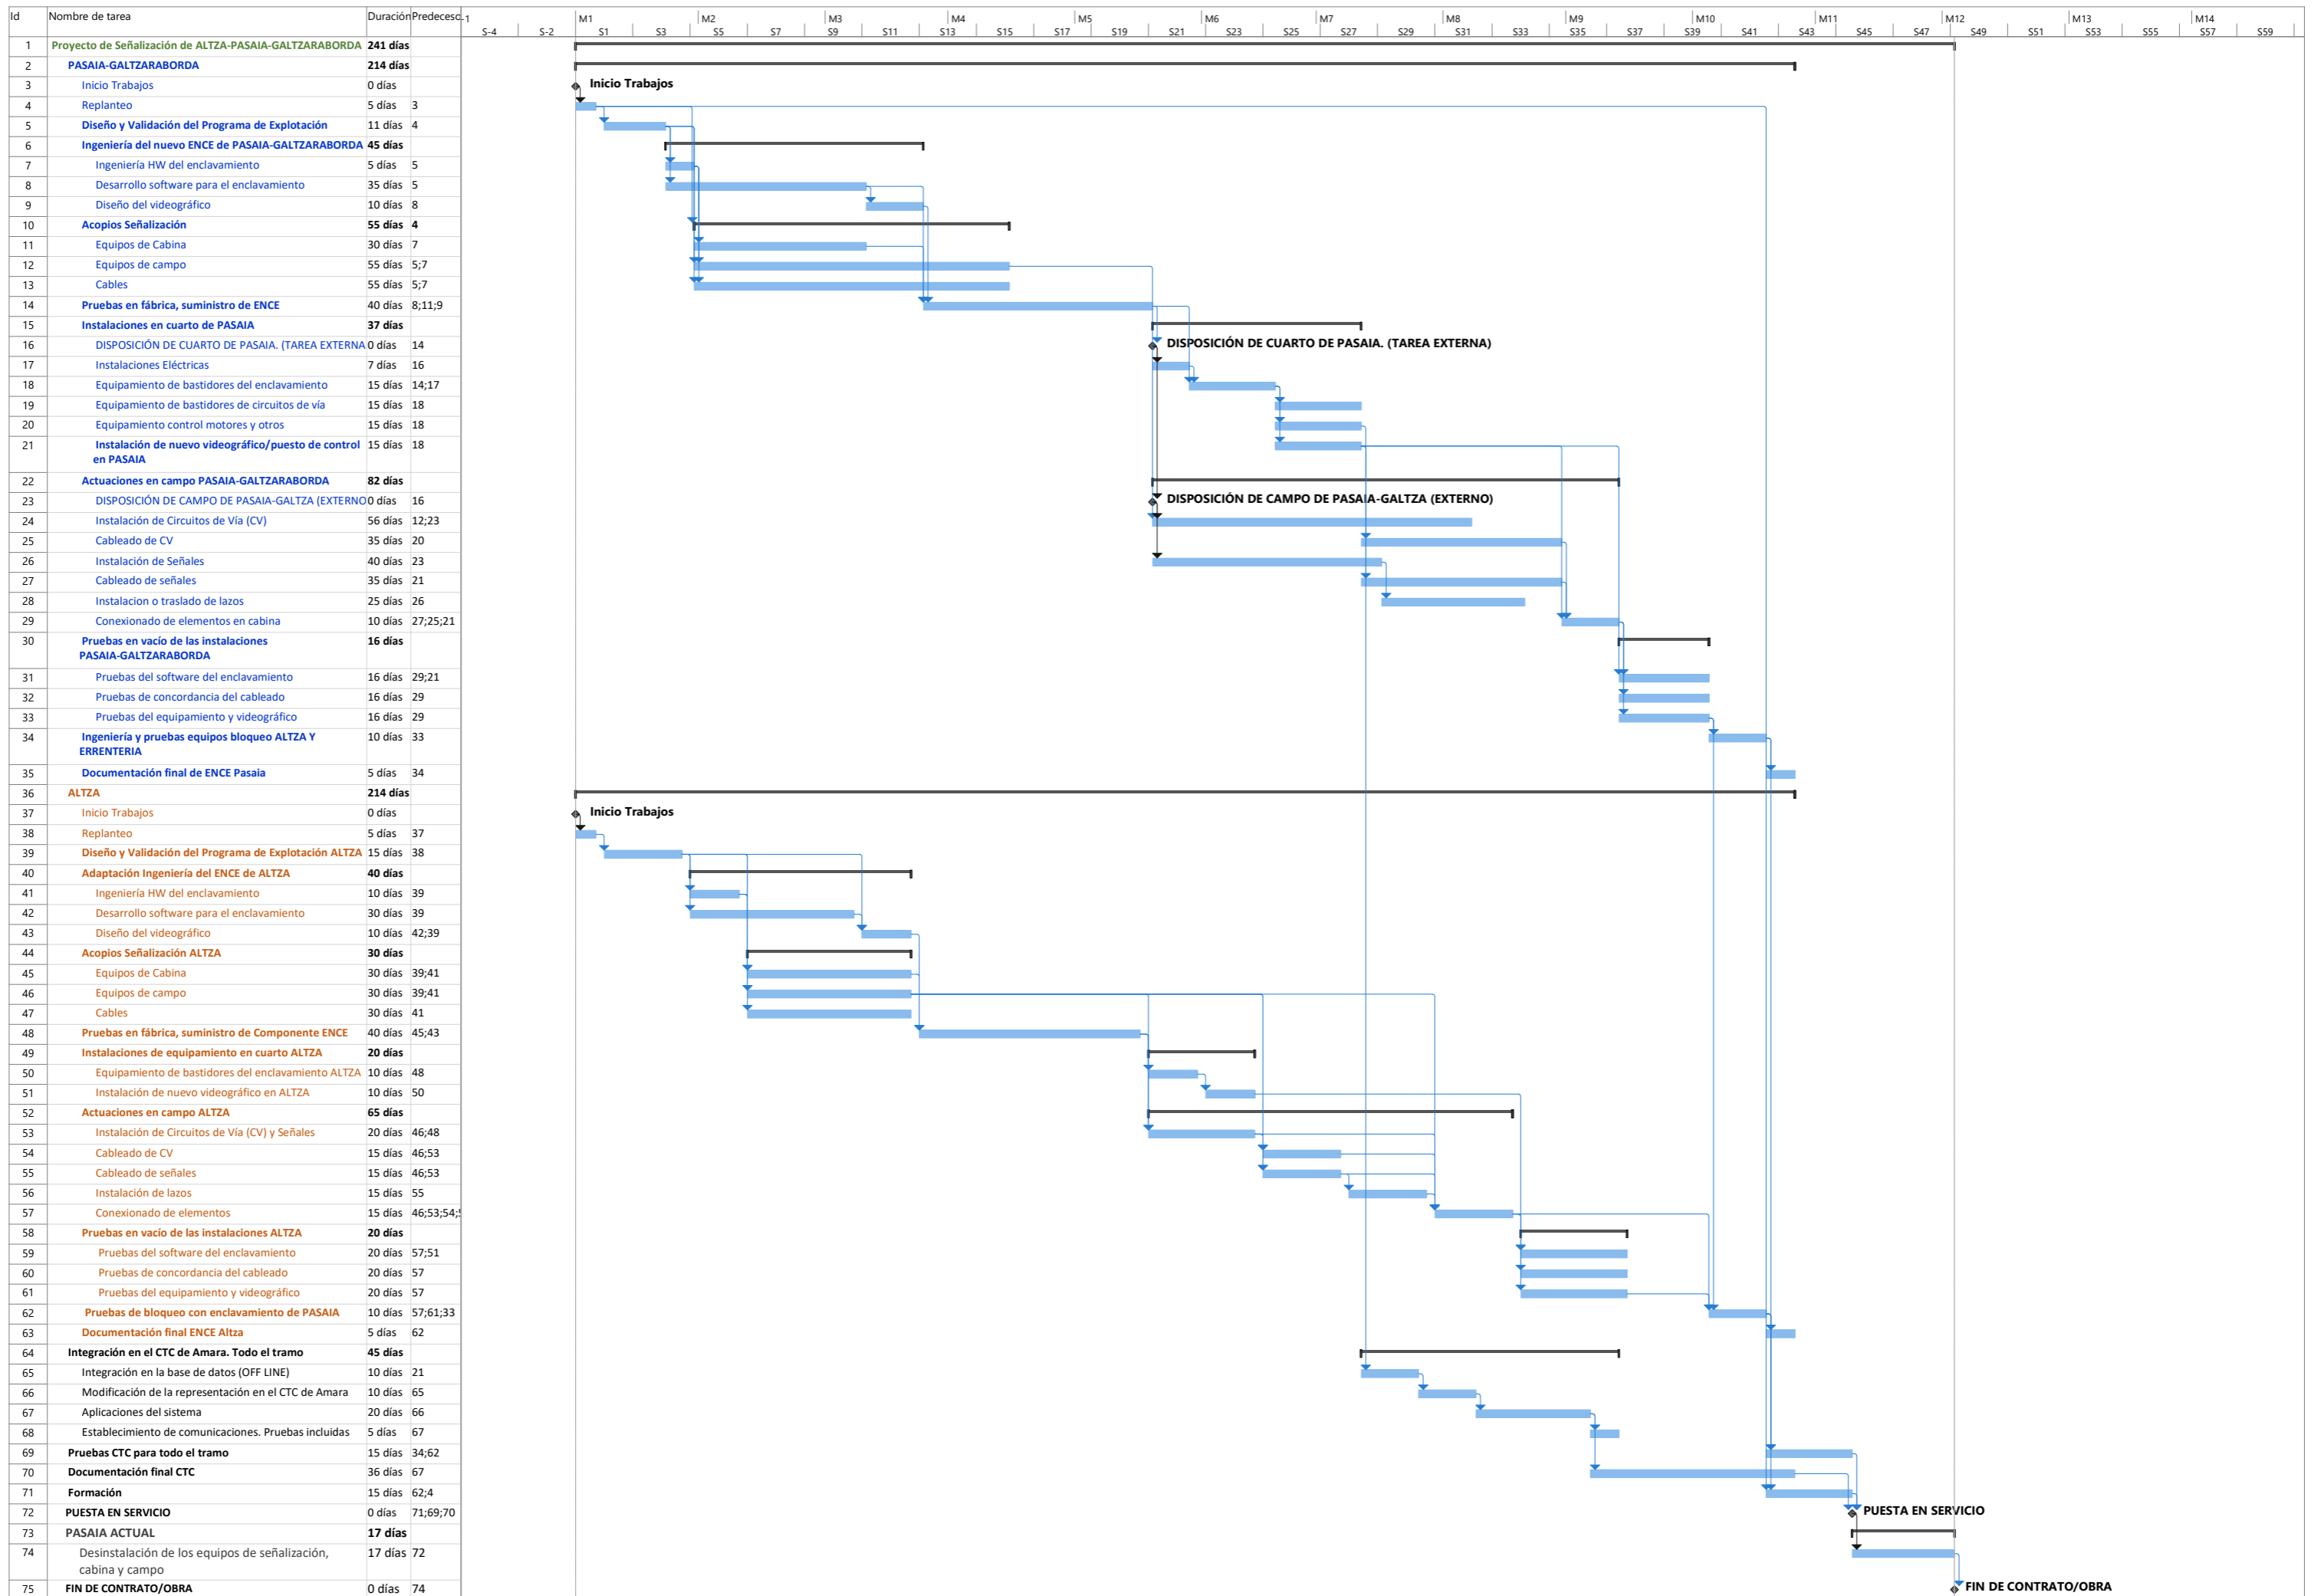 Id Nombre de tarea Duración Predeceso -1 M1 M2 M3 M4 M5 M6 M7 M8 M9 M10 M11 M12 M13 M14
S-4 S-2 S1 S3 S5 S7 S9 S11 S13 S15 S17 S19 S21 S23 S25 S27 S29 S31 S33 S35 S37 S39 S41 S43 S45 S47 S49 S51 S53 S55 S57 S59
1 Proyecto de Señalización de ALTZA-PASAIA-GALTZARABORDA 241 días
2 PASAIA-GALTZARABORDA 214 días
3 Inicio Trabajos 0 días Inicio Trabajos
4 Replanteo 5 días 3
5 Diseño y Validación del Programa de Explotación 11 días 4
6 Ingeniería del nuevo ENCE de PASAIA-GALTZARABORDA 45 días
7 Ingeniería HW del enclavamiento 5 días 5
8 Desarrollo software para el enclavamiento 35 días 5
9 Diseño del videográfico 10 días 8
10 Acopios Señalización 55 días 4
11 Equipos de Cabina 30 días 7
12 Equipos de campo 55 días 5;7
13 Cables 55 días 5;7
14 Pruebas en fábrica, suministro de ENCE 40 días 8;11;9
15 Instalaciones en cuarto de PASAIA 37 días
16 DISPOSICIÓN DE CUARTO DE PASAIA. (TAREA EXTERNA 0 días 14 DISPOSICIÓN DE CUARTO DE PASAIA. (TAREA EXTERNA)
17 Instalaciones Eléctricas 7 días 16
18 Equipamiento de bastidores del enclavamiento 15 días 14;17
19 Equipamiento de bastidores de circuitos de vía 15 días 18
20 Equipamiento control motores y otros 15 días 18
21 Instalación de nuevo videográfico/puesto de control 15 días 18
en PASAIA
22 Actuaciones en campo PASAIA-GALTZARABORDA 82 días
23 DISPOSICIÓN DE CAMPO DE PASAIA-GALTZA (EXTERNO 0 días 16 DISPOSICIÓN DE CAMPO DE PASAIA-GALTZA (EXTERNO)
24 Instalación de Circuitos de Vía (CV) 56 días 12;23
25 Cableado de CV 35 días 20
26 Instalación de Señales 40 días 23
27 Cableado de señales 35 días 21
28 Instalacion o traslado de lazos 25 días 26
29 Conexionado de elementos en cabina 10 días 27;25;21
30 Pruebas en vacío de las instalaciones 16 días
PASAIA-GALTZARABORDA
31 Pruebas del software del enclavamiento 16 días 29;21
32 Pruebas de concordancia del cableado 16 días 29
33 Pruebas del equipamiento y videográfico 16 días 29
34 Ingeniería y pruebas equipos bloqueo ALTZA Y 10 días 33
ERRENTERIA
35 Documentación final de ENCE Pasaia 5 días 34
36 ALTZA 214 días
37 Inicio Trabajos 0 días Inicio Trabajos
38 Replanteo 5 días 37
39 Diseño y Validación del Programa de Explotación ALTZA 15 días 38
40 Adaptación Ingeniería del ENCE de ALTZA 40 días
41 Ingeniería HW del enclavamiento 10 días 39
42 Desarrollo software para el enclavamiento 30 días 39
43 Diseño del videográfico 10 días 42;39
44 Acopios Señalización ALTZA 30 días
45 Equipos de Cabina 30 días 39;41
46 Equipos de campo 30 días 39;41
47 Cables 30 días 41
48 Pruebas en fábrica, suministro de Componente ENCE 40 días 45;43
49 Instalaciones de equipamiento en cuarto ALTZA 20 días
50 Equipamiento de bastidores del enclavamiento ALTZA 10 días 48
51 Instalación de nuevo videográfico en ALTZA 10 días 50
52 Actuaciones en campo ALTZA 65 días
53 Instalación de Circuitos de Vía (CV) y Señales 20 días 46;48
54 Cableado de CV 15 días 46;53
55 Cableado de señales 15 días 46;53
56 Instalación de lazos 15 días 55
57 Conexionado de elementos 15 días 46;53;54;
58 Pruebas en vacío de las instalaciones ALTZA 20 días
59 Pruebas del software del enclavamiento 20 días 57;51
60 Pruebas de concordancia del cableado 20 días 57
61 Pruebas del equipamiento y videográfico 20 días 57
62 Pruebas de bloqueo con enclavamiento de PASAIA 10 días 57;61;33
63 Documentación final ENCE Altza 5 días 62
64 Integración en el CTC de Amara. Todo el tramo 45 días
65 Integración en la base de datos (OFF LINE) 10 días 21
66 Modificación de la representación en el CTC de Amara 10 días 65
67 Aplicaciones del sistema 20 días 66
68 Establecimiento de comunicaciones. Pruebas incluidas 5 días 67
69 Pruebas CTC para todo el tramo 15 días 34;62
70 Documentación final CTC 36 días 67
71 Formación 15 días 62;4
72 PUESTA EN SERVICIO 0 días 71;69;70 PUESTA EN SERVICIO
73 PASAIA ACTUAL 17 días
74 Desinstalación de los equipos de señalización, 17 días 72
cabina y campo
75 FIN DE CONTRATO/OBRA 0 días 74 FIN DE CONTRATO/OBRA